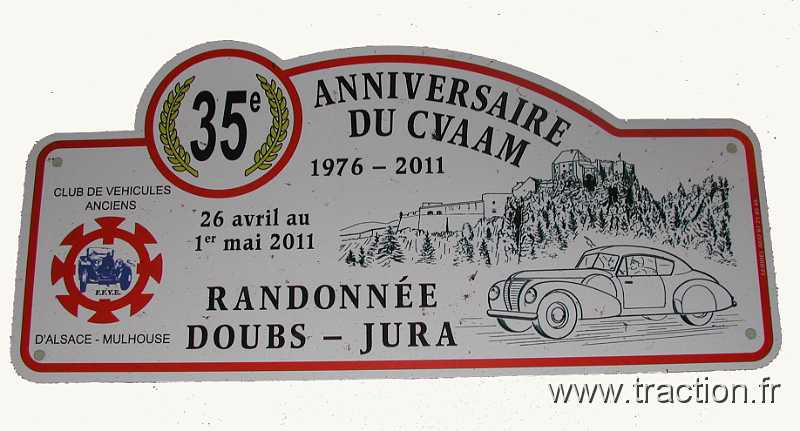 35e
ANNIVERSAIRE
DU CVAAM
1976 – 2011
CLUB DE VEHICULES
ANCIENS
26 avril au
1er mai 2011
F.F.V.E.
RANDONNÉE
D'ALSACE - MULHOUSE
DOUBS – JURA
www.traction.fr